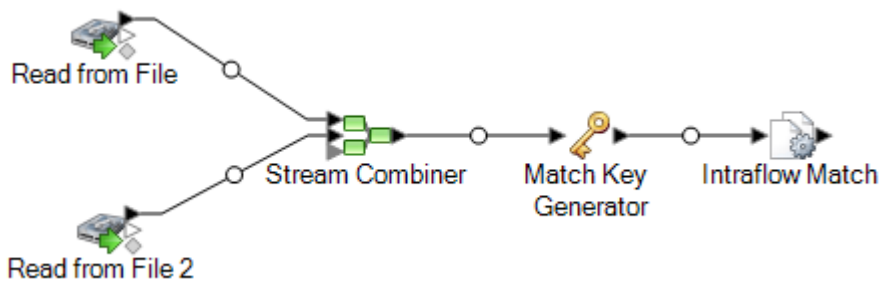 Read from File
Stream Combiner
Match Key
Generator
Intraflow Match
Read from File 2